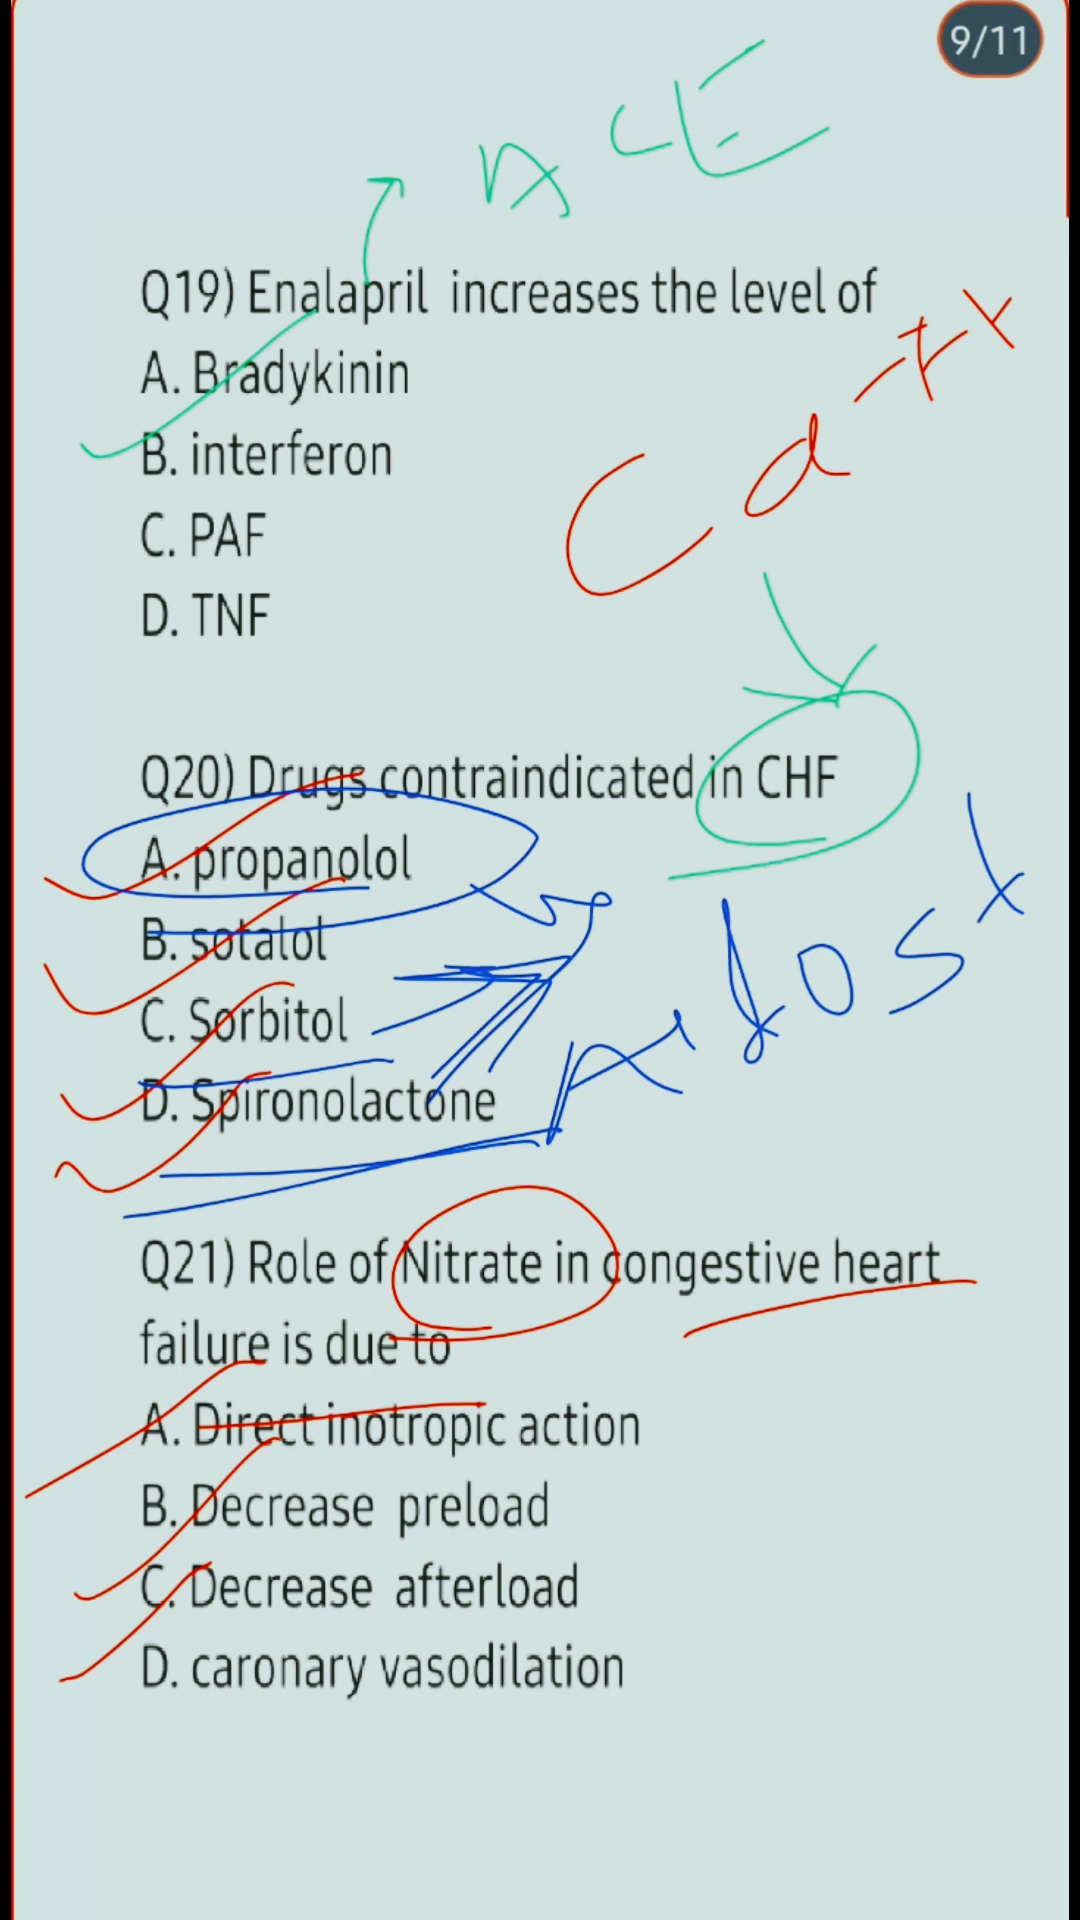 9/11
ACE
Q19) Enalapril increases the level of
A. Bradykinin
B. interferon
C. PAF
D. TNF
Q20) Drugs contraindicated in CHF
A. propanolol
B. sotalol
C. Sorbitol
D. Spironolactone
Q21) Role of Nitrate in congestive heart
failure is due to
A. Direct inotropic action
B. Decrease preload
C. Decrease afterload
D. caronary vasodilation